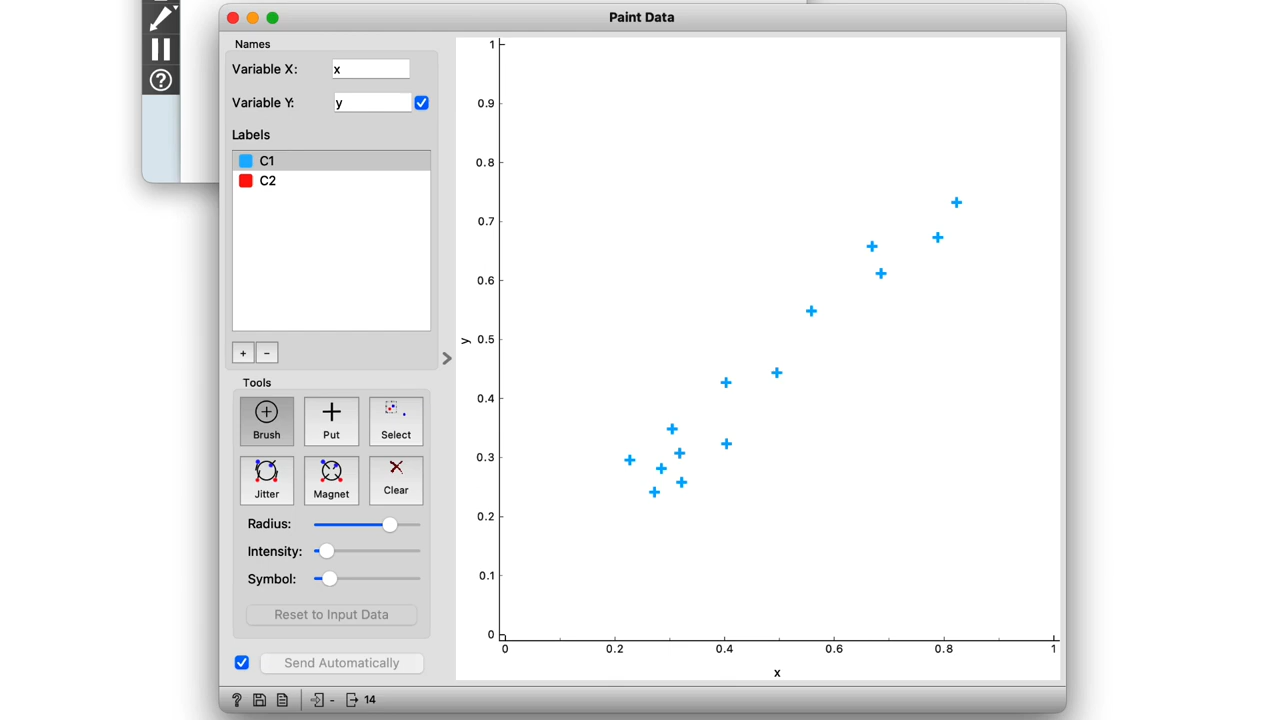 Paint Data
Names
Variable X: x
Variable Y: y
Labels
C1
C2
+ -
Tools
Brush Put Select
Jitter Magnet Clear
Radius:
Intensity:
Symbol:
Reset to Input Data
Send Automatically
? - 14
1
0.9
0.8
0.7
0.6
0.5
0.4
0.3
0.2
0.1
0
y
0 0.2 0.4 0.6 0.8 1
x